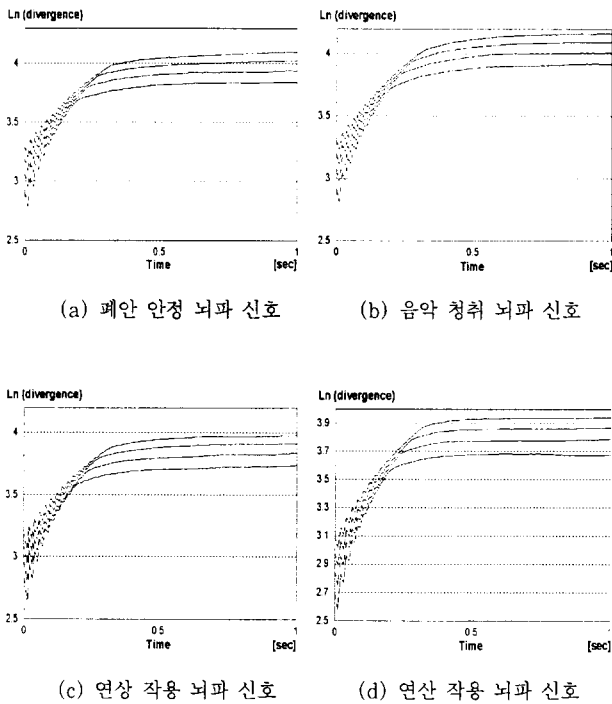 Ln (divergence)
4
3.5
3
2.5
0
0.5
1
Time
[sec]
(a) 폐안 안정 뇌파 신호
Ln (divergence)
4
3.5
3
2.5
0
0.5
1
Time
[sec]
(b) 음악 청취 뇌파 신호
Ln (divergence)
4
3.5
3
2.5
0
0.5
1
Time
[sec]
(c) 연상 작용 뇌파 신호
Ln (divergence)
3.9
3.7
3.5
3.3
3.1
2.9
2.7
2.5
0
0.5
1
Time
[sec]
(d) 연산 작용 뇌파 신호